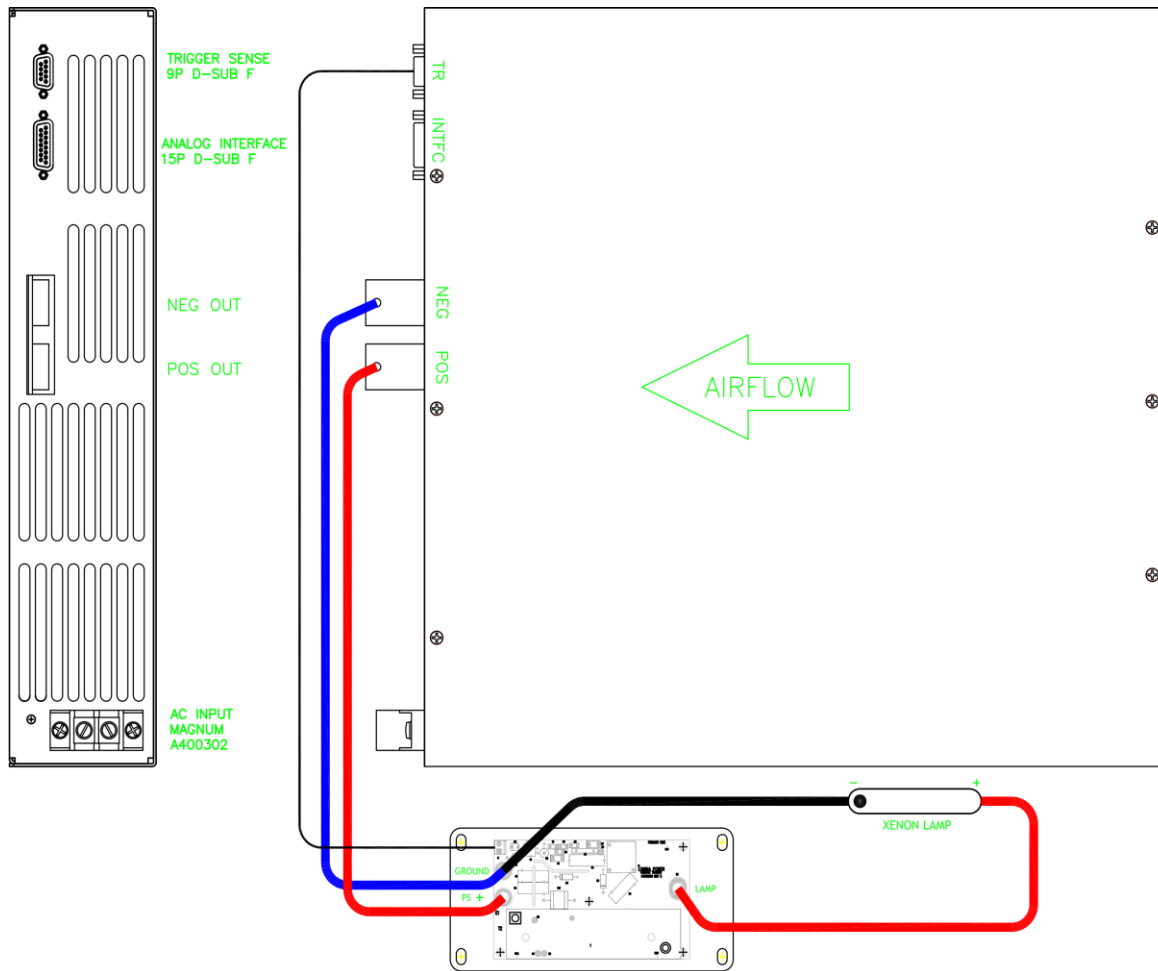 TRIGGER SENSE
9P D-SUB F
ANALOG INTERFACE
15P D-SUB F
NEG OUT
POS OUT
AC INPUT
MAGNUM
A400302
TR
INTFC
NEG
POS
AIRFLOW
- +
XENON LAMP
GROUND
PS +
LAMP